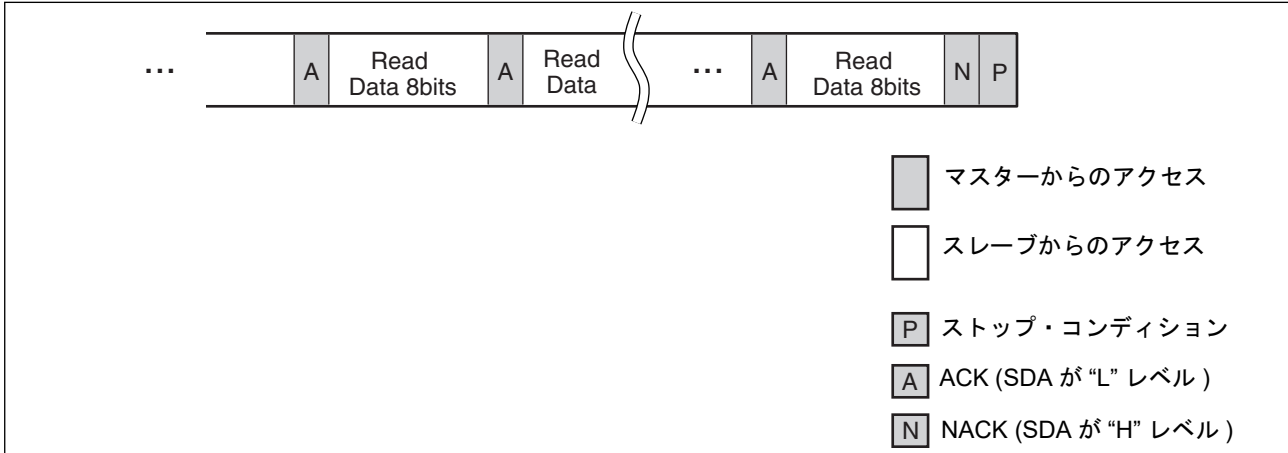 ... A Read Data 8bits A Read Data ... A Read Data 8bits N P
マスターからのアクセス
スレーブからのアクセス
P ストップ・コンディション
A ACK (SDA が “L” レベル )
N NACK (SDA が “H” レベル )